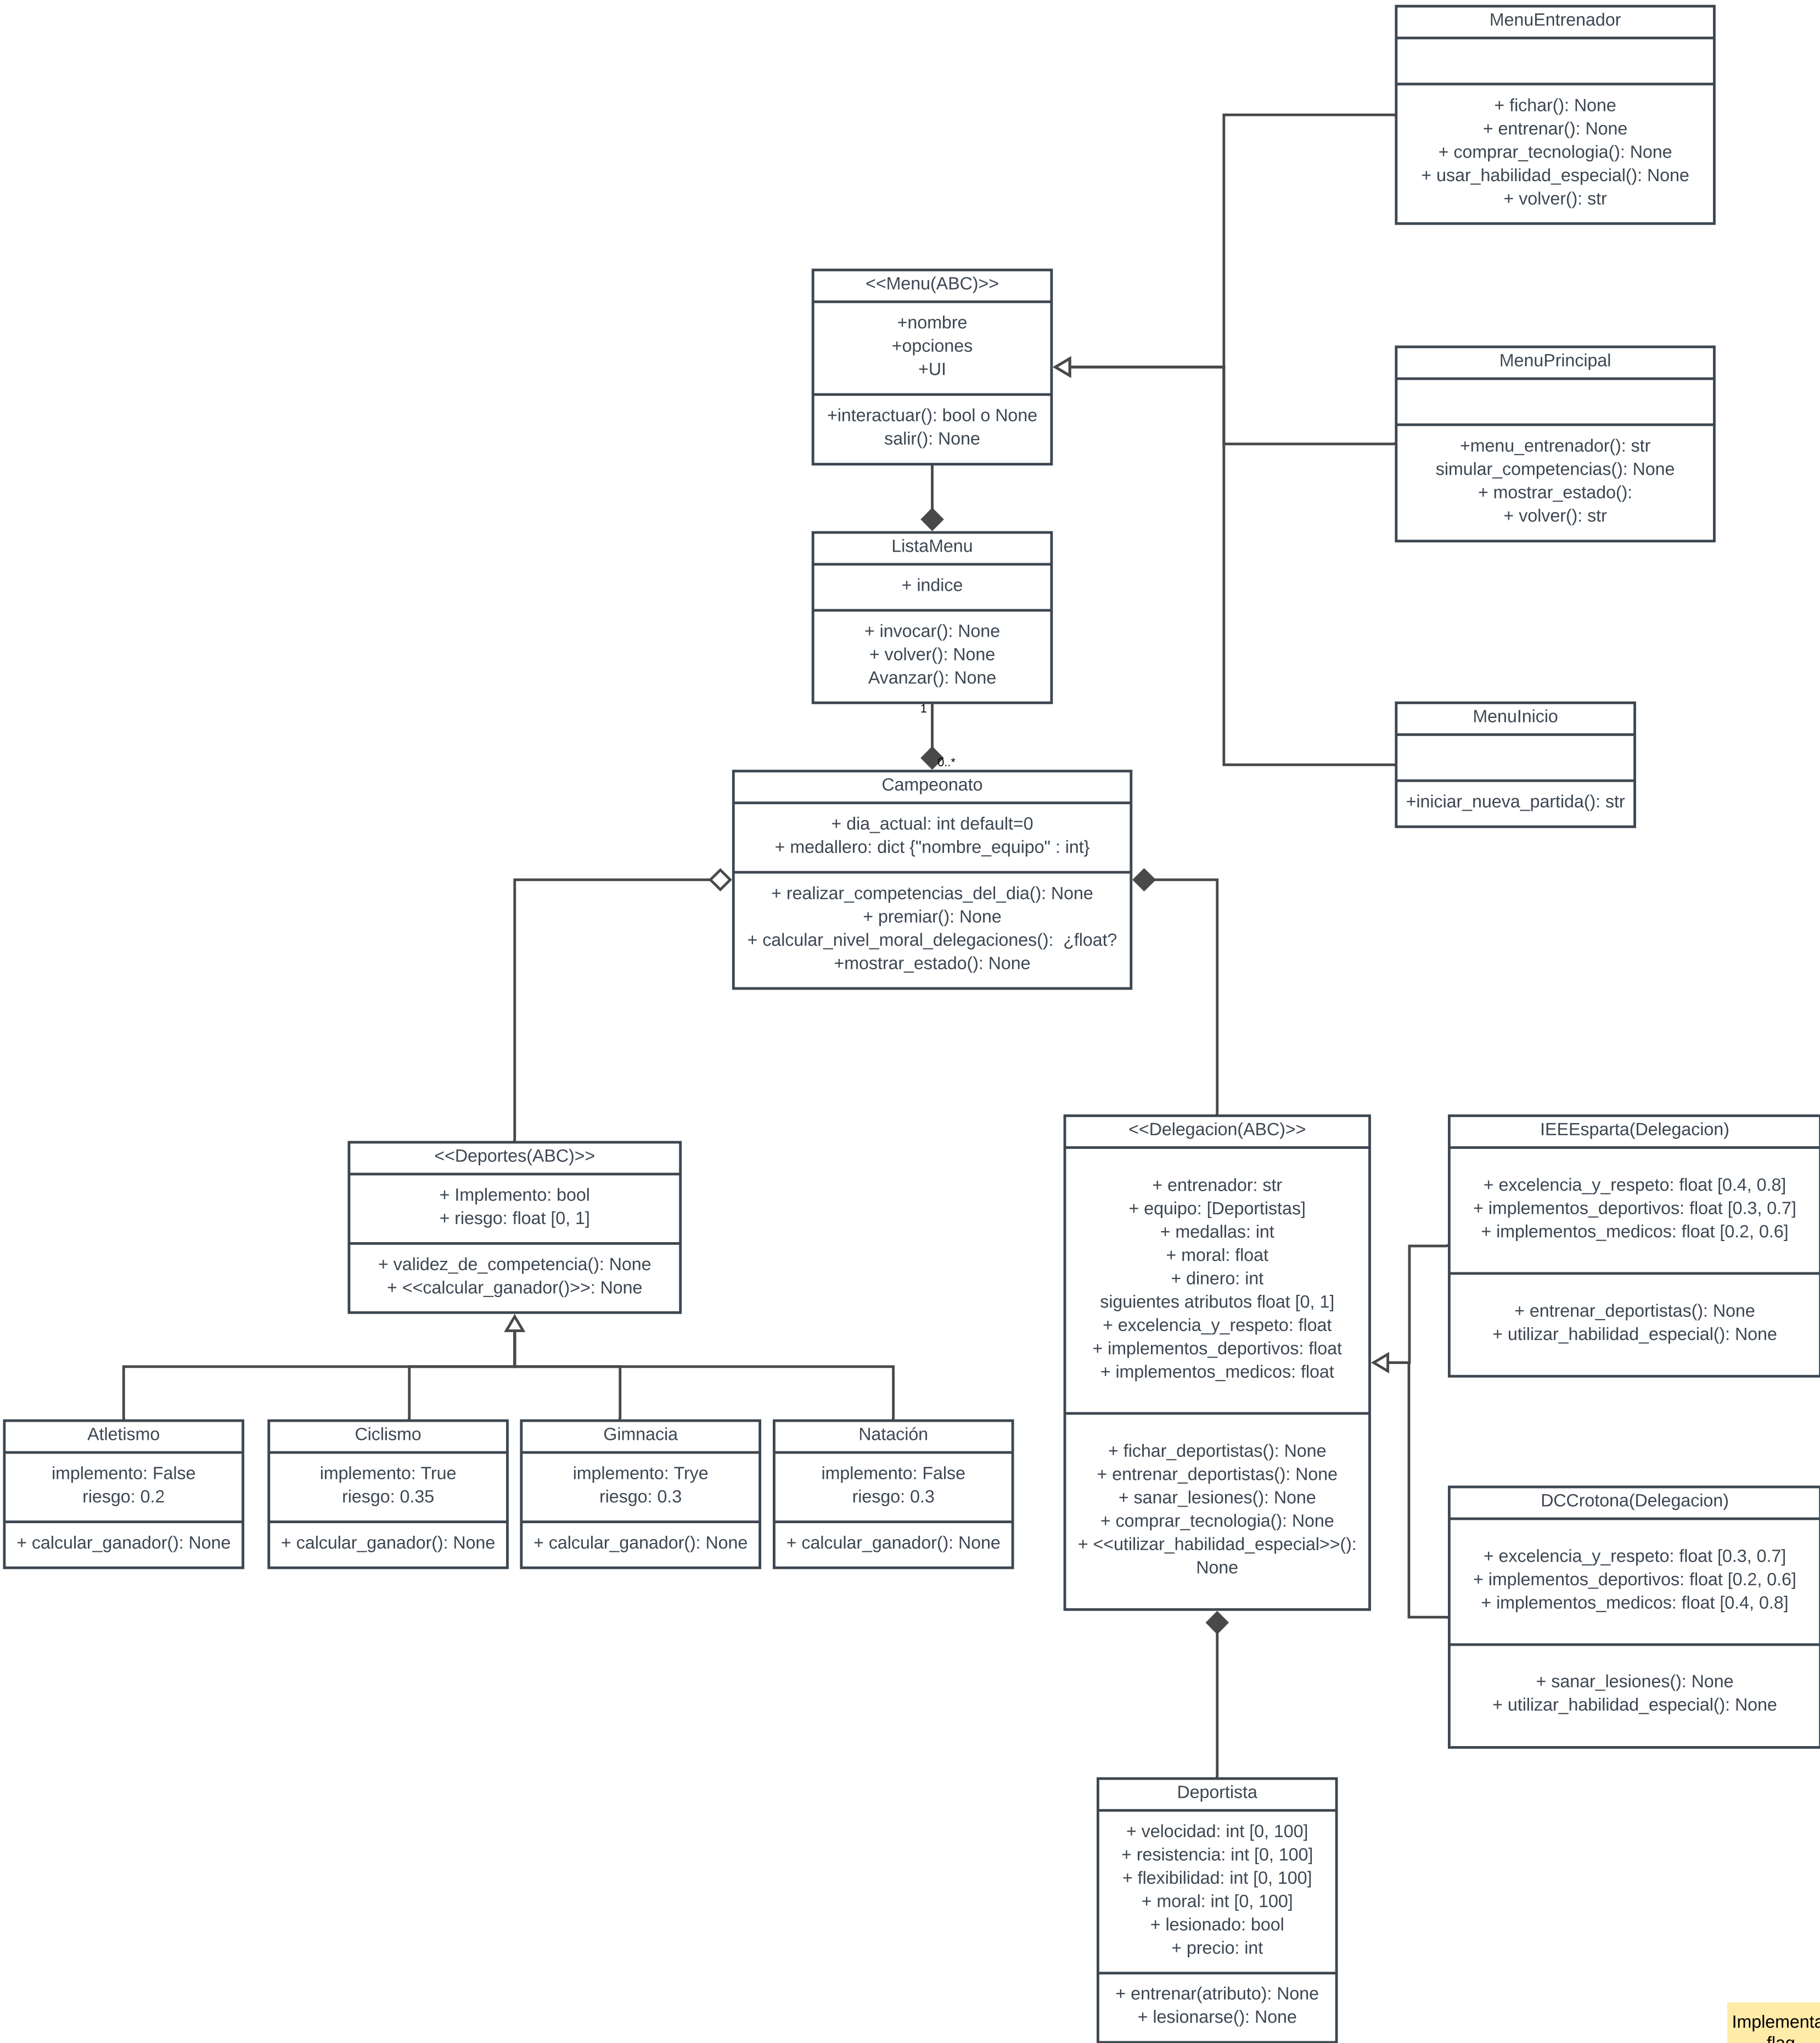 MenuEntrenador
+ fichar(): None
+ entrenar(): None
+ comprar_tecnologia(): None
+ usar_habilidad_especial(): None
+ volver(): str
<<Menu(ABC)>>
+nombre
+opciones
+UI
+interactuar(): bool o None
salir(): None
MenuPrincipal
+menu_entrenador(): str
simular_competencias(): None
+ mostrar_estado():
+ volver(): str
ListaMenu
+ indice
+ invocar(): None
+ volver(): None
Avanzar(): None
1
0..*
MenuInicio
+iniciar_nueva_partida(): str
Campeonato
+ dia_actual: int default=0
+ medallero: dict {"nombre_equipo" : int}
+ realizar_competencias_del_dia(): None
+ premiar(): None
+ calcular_nivel_moral_delegaciones():  ¿float?
+mostrar_estado(): None
<<Deportes(ABC)>>
+ Implemento: bool
+ riesgo: float [0, 1]
+ validez_de_competencia(): None
+ <<calcular_ganador()>>: None
<<Delegacion(ABC)>>
+ entrenador: str
+ equipo: [Deportistas]
+ medallas: int
+ moral: float
+ dinero: int
siguientes atributos float [0, 1]
+ excelencia_y_respeto: float
+ implementos_deportivos: float
+ implementos_medicos: float
+ fichar_deportistas(): None
+ entrenar_deportistas(): None
+ sanar_lesiones(): None
+ comprar_tecnologia(): None
+ <<utilizar_habilidad_especial>>():
None
IEEEsparta(Delegacion)
+ excelencia_y_respeto: float [0.4, 0.8]
+ implementos_deportivos: float [0.3, 0.7]
+ implementos_medicos: float [0.2, 0.6]
+ entrenar_deportistas(): None
+ utilizar_habilidad_especial(): None
Atletismo
implemento: False
riesgo: 0.2
+ calcular_ganador(): None
Ciclismo
implemento: True
riesgo: 0.35
+ calcular_ganador(): None
Gimnacia
implemento: Trye
riesgo: 0.3
+ calcular_ganador(): None
Natación
implemento: False
riesgo: 0.3
+ calcular_ganador(): None
DCCrotona(Delegacion)
+ excelencia_y_respeto: float [0.3, 0.7]
+ implementos_deportivos: float [0.2, 0.6]
+ implementos_medicos: float [0.4, 0.8]
+ sanar_lesiones(): None
+ utilizar_habilidad_especial(): None
Deportista
+ velocidad: int [0, 100]
+ resistencia: int [0, 100]
+ flexibilidad: int [0, 100]
+ moral: int [0, 100]
+ lesionado: bool
+ precio: int
+ entrenar(atributo): None
+ lesionarse(): None